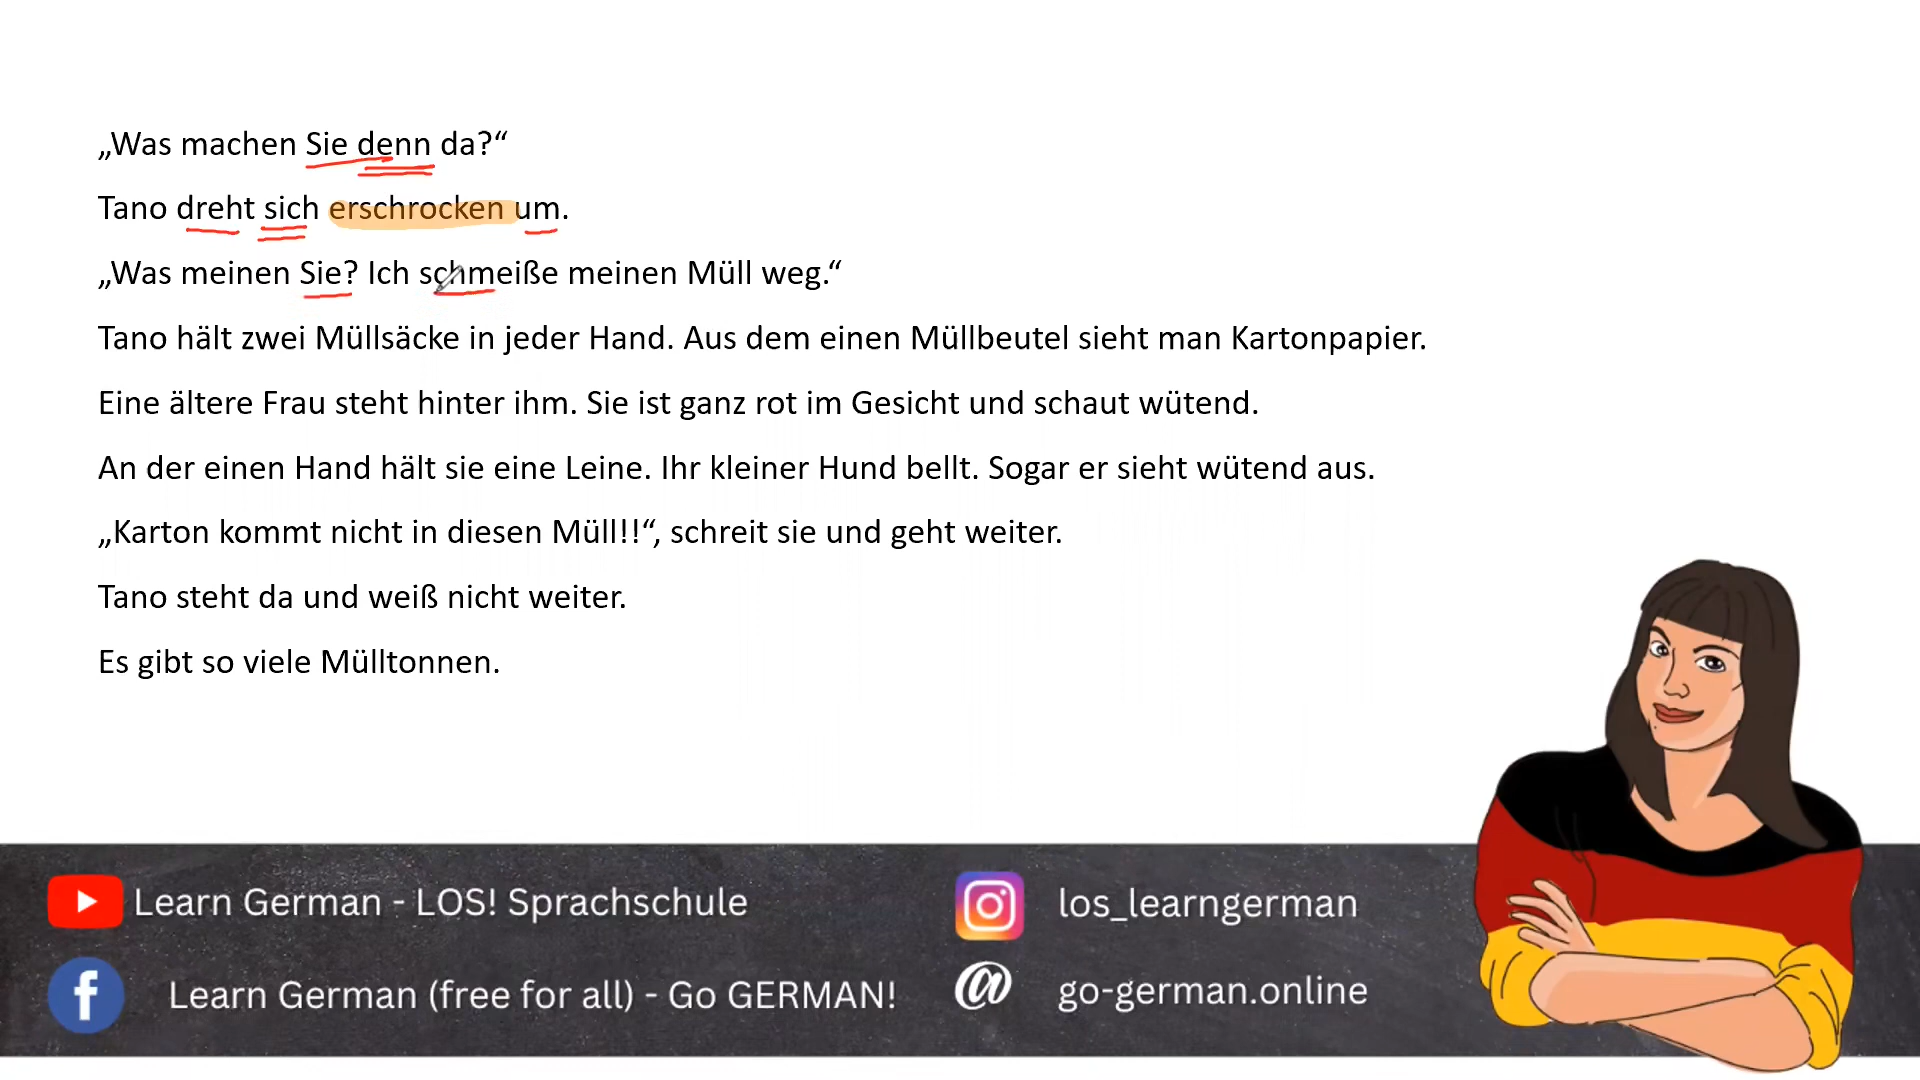 „Was machen Sie denn da?“
Tano dreht sich erschrocken um.
„Was meinen Sie? Ich schmeiße meinen Müll weg.“
Tano hält zwei Müllsäcke in jeder Hand. Aus dem einen Müllbeutel sieht man Kartonpapier.
Eine ältere Frau steht hinter ihm. Sie ist ganz rot im Gesicht und schaut wütend.
An der einen Hand hält sie eine Leine. Ihr kleiner Hund bellt. Sogar er sieht wütend aus.
„Karton kommt nicht in diesen Müll!!“, schreit sie und geht weiter.
Tano steht da und weiß nicht weiter.
Es gibt so viele Mülltonnen.
Learn German - LOS! Sprachschule
los_learngerman
Learn German (free for all) - Go GERMAN!
go-german.online